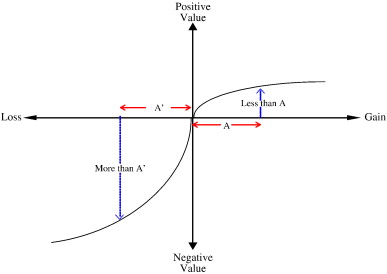 Positive
Value
A'
Less than A
Loss
Gain
A
More than A'
Negative
Value